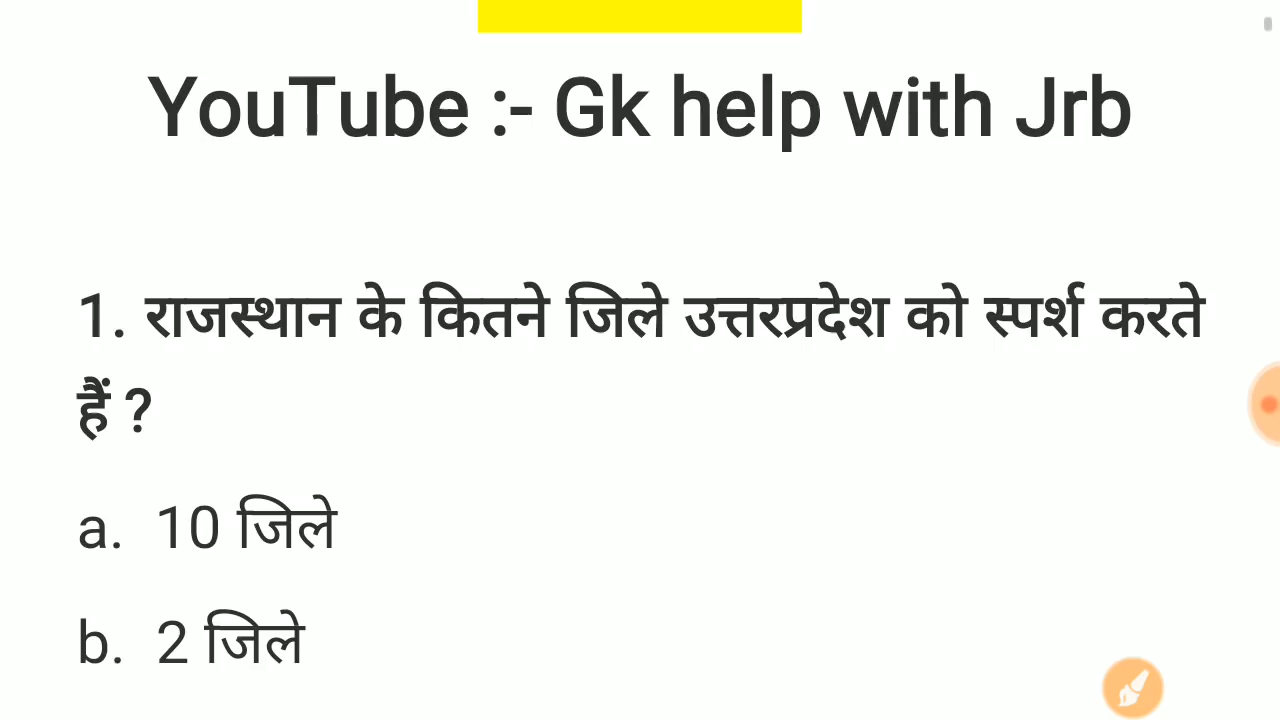 YouTube :- Gk help with Jrb
1. राजस्थान के कितने जिले उत्तरप्रदेश को स्पर्श करते
हैं ?
a. 10 जिले
b. 2 जिले